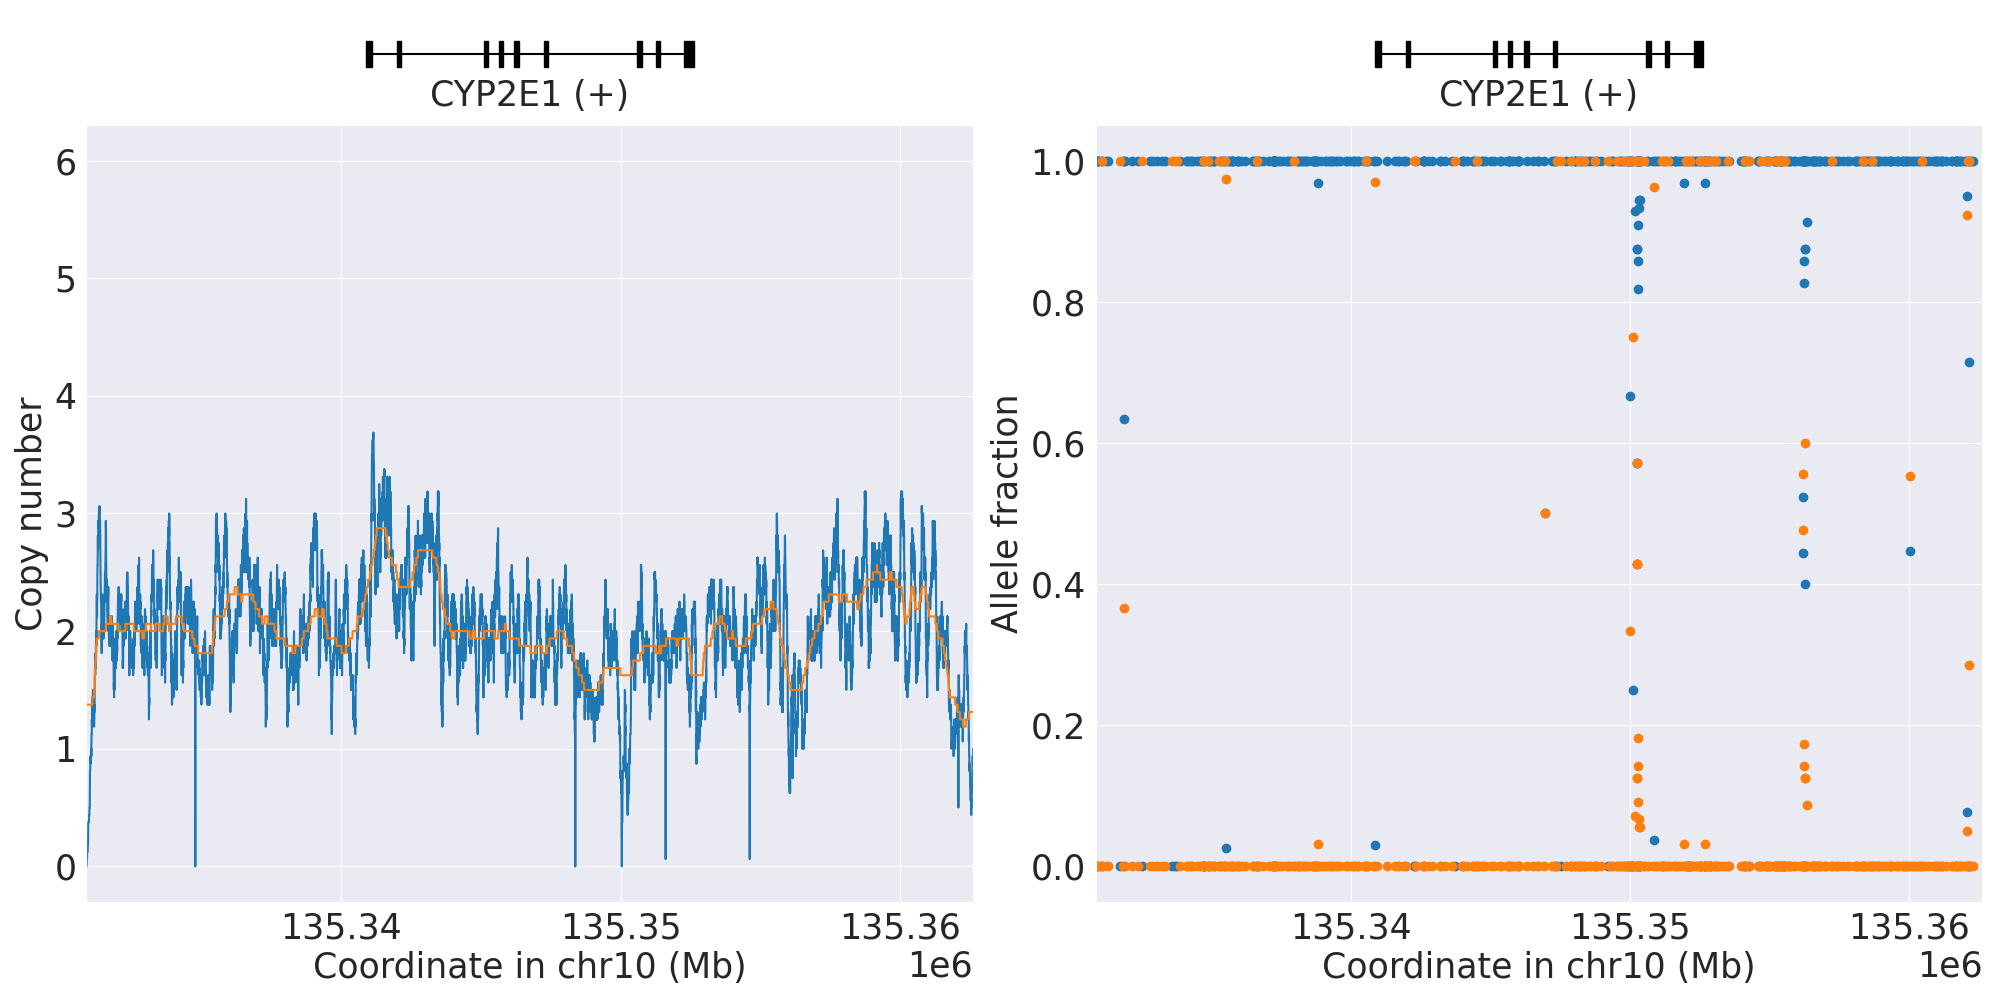 CYP2E1 (+)
6
5
4
3
2
1
0
Copy number
135.34 135.35 135.36
Coordinate in chr10 (Mb)
1e6
CYP2E1 (+)
1.0
0.8
0.6
0.4
0.2
0.0
Allele fraction
135.34 135.35 135.36
Coordinate in chr10 (Mb)
1e6